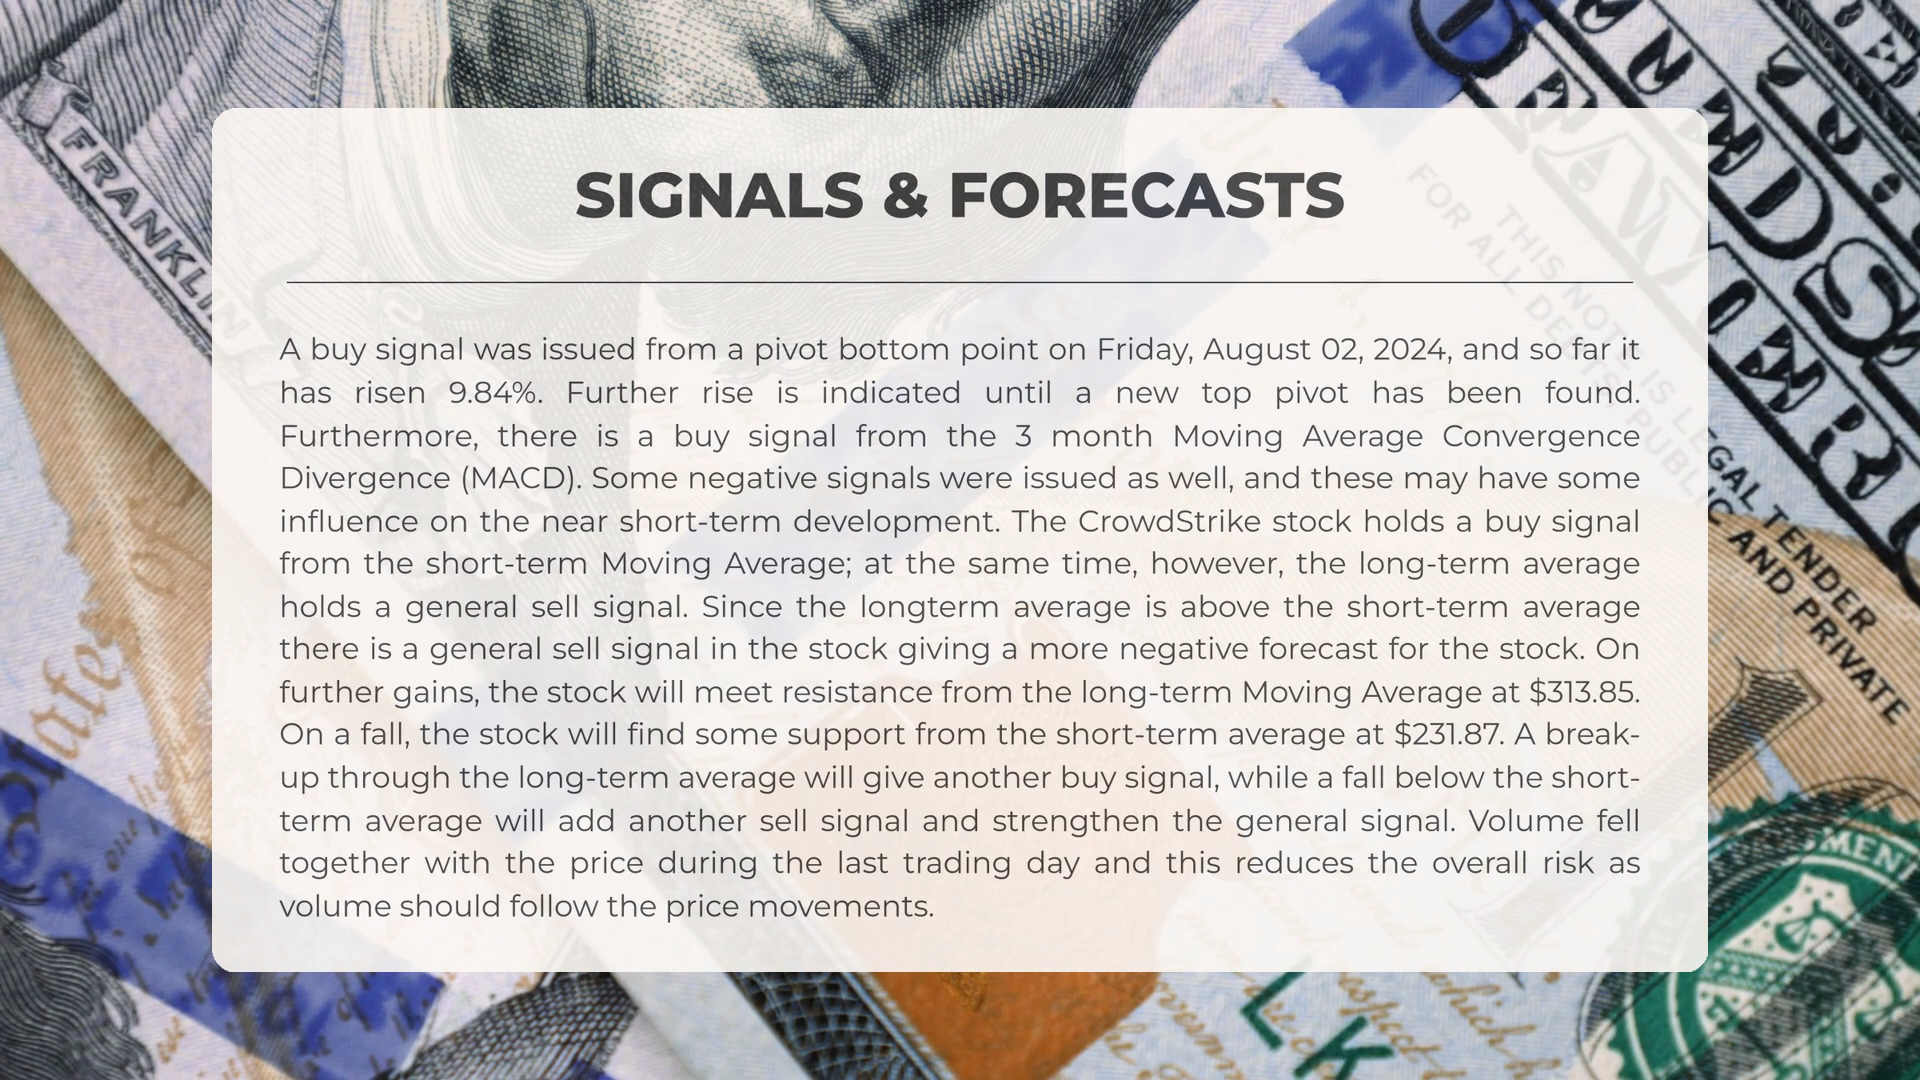 SIGNALS & FORECASTS
A buy signal was issued from a pivot bottom point on Friday, August 02, 2024, and so far it
has risen 9.84%. Further rise is indicated until a new top pivot has been found.
Furthermore, there is a buy signal from the 3 month Moving Average Convergence
Divergence (MACD). Some negative signals were issued as well, and these may have some
influence on the near short-term development. The CrowdStrike stock holds a buy signal
from the short-term Moving Average; at the same time, however, the long-term average
holds a general sell signal. Since the longterm average is above the short-term average
there is a general sell signal in the stock giving a more negative forecast for the stock. On
further gains, the stock will meet resistance from the long-term Moving Average at $313.85.
On a fall, the stock will find some support from the short-term average at $231.87. A break-
up through the long-term average will give another buy signal, while a fall below the short-
term average will add another sell signal and strengthen the general signal. Volume fell
together with the price during the last trading day and this reduces the overall risk as
volume should follow the price movements.
FRANKLIN
THIS NOTE IS LEGAL TENDER
FOR ALL DEBTS PUBLIC AND PRIVATE
L K